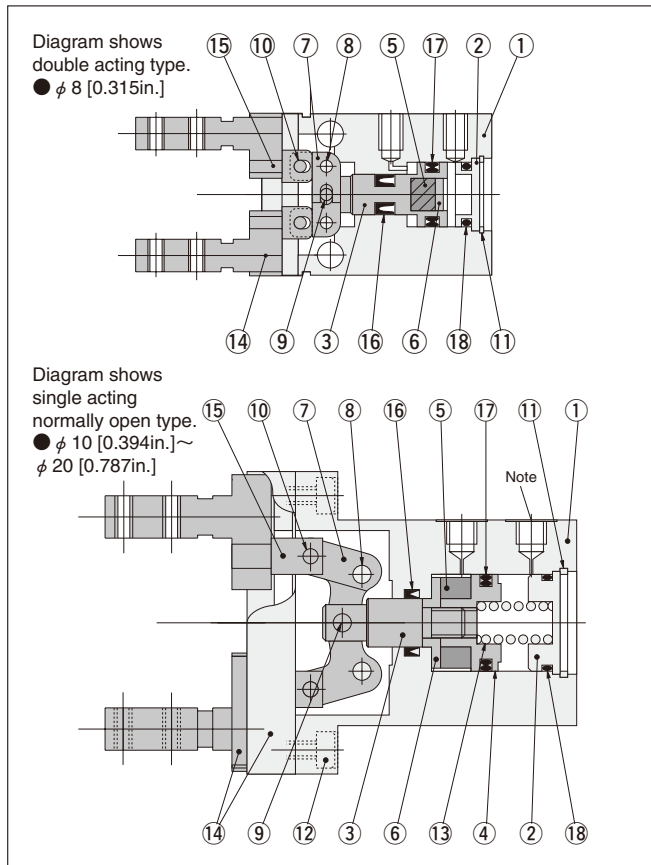 Diagram shows
double acting type.
● φ 8 [0.315in.]
⑮ ⑩ ⑦ ⑧ ⑤ ⑰ ② ①
⑭ ⑨ ③ ⑯ ⑥ ⑱ ⑪
Diagram shows
single acting
normally open type.
● φ 10 [0.394in.]～
φ 20 [0.787in.]
⑮ ⑩ ⑦ ⑧ ⑯ ⑤ ⑰ ⑪ ①
Note
⑭ ⑨ ⑫ ③ ⑥ ⑬ ④ ② ⑱